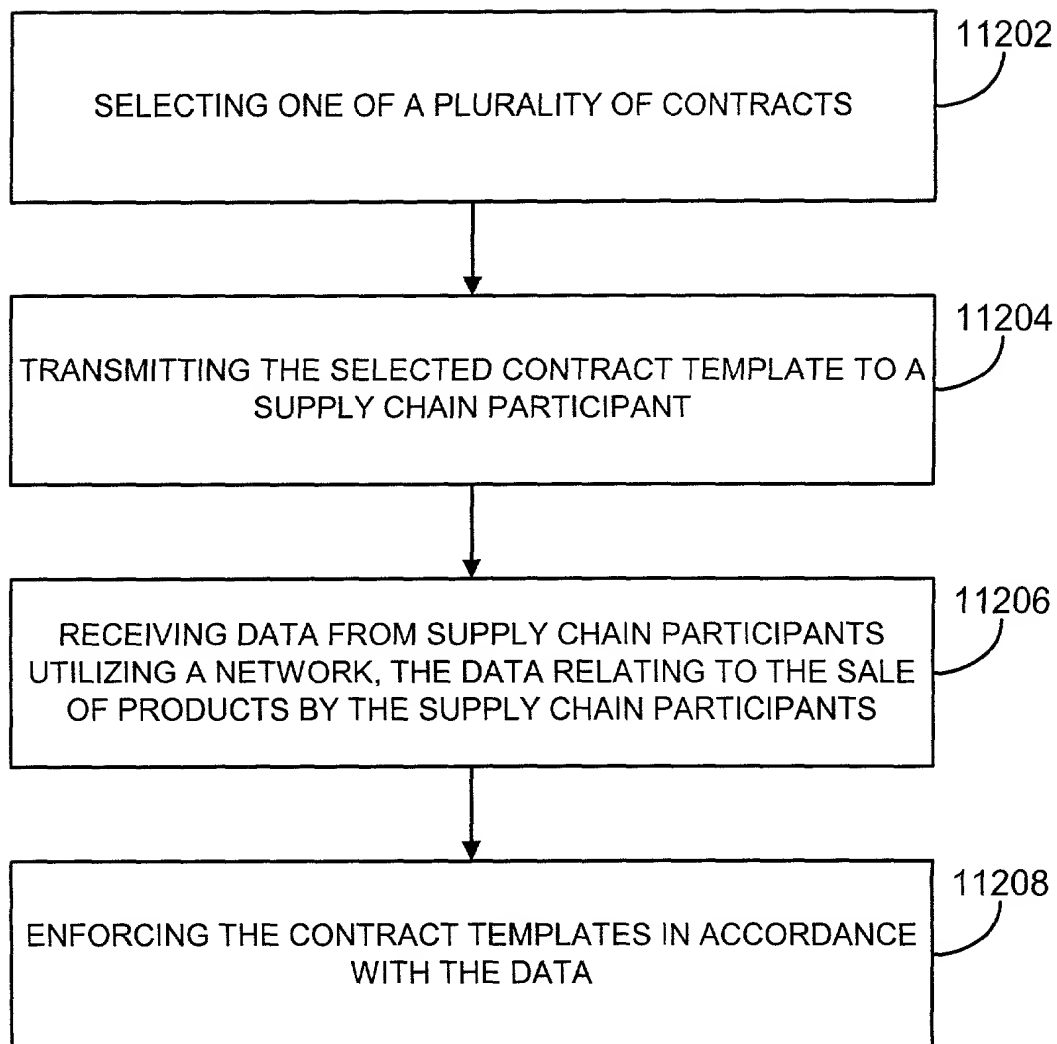 11202
SELECTING ONE OF A PLURALITY OF CONTRACTS
11204
TRANSMITTING THE SELECTED CONTRACT TEMPLATE TO A
SUPPLY CHAIN PARTICIPANT
11206
RECEIVING DATA FROM SUPPLY CHAIN PARTICIPANTS
UTILIZING A NETWORK, THE DATA RELATING TO THE SALE
OF PRODUCTS BY THE SUPPLY CHAIN PARTICIPANTS
11208
ENFORCING THE CONTRACT TEMPLATES IN ACCORDANCE
WITH THE DATA